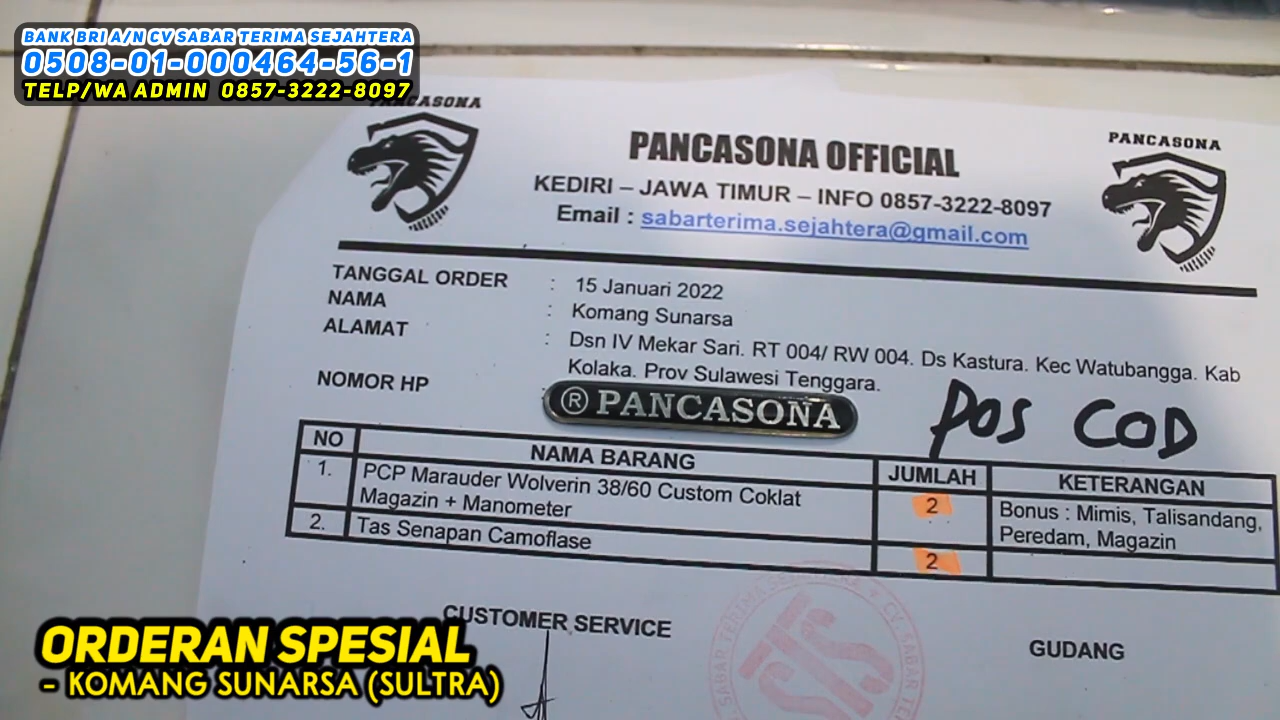 BANK BRI A/N CV SABAR TERIMA SEJAHTERA
0508-01-000464-56-1
TELP/WA ADMIN 0857-3222-8097
PANCASONA
PANCASONA
PANCASONA OFFICIAL
KEDIRI – JAWA TIMUR – INFO 0857-3222-8097
Email : sabarterima.sejahtera@gmail.com
TANGGAL ORDER : 15 Januari 2022
NAMA : Komang Sunarsa
ALAMAT : Dsn IV Mekar Sari. RT 004/ RW 004. Ds Kastura. Kec Watubangga. Kab
Kolaka. Prov Sulawesi Tenggara.
NOMOR HP :
® PANCASONA
POS COD
NO NAMA BARANG JUMLAH KETERANGAN
1. PCP Marauder Wolverin 38/60 Custom Coklat 2 Bonus : Mimis, Talisandang,
Magazin + Manometer Peredam, Magazin
2. Tas Senapan Camoflase 2
CUSTOMER SERVICE
GUDANG
SABAR TERIMA
CV. SABAR
STS
ORDERAN SPESIAL
- KOMANG SUNARSA (SULTRA)